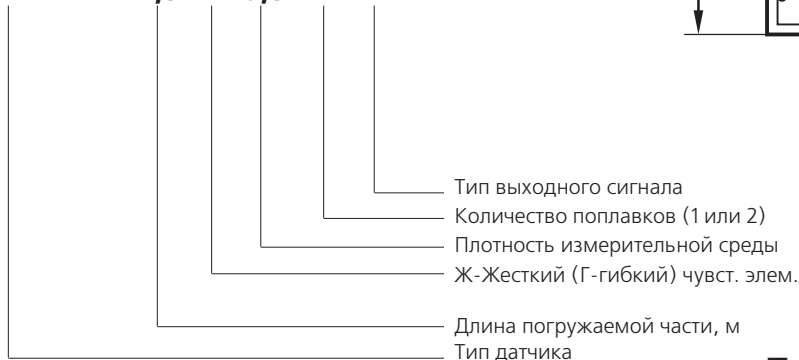 Тип выходного сигнала
Количество поплавков (1 или 2)
Плотность измерительной среды
Ж-Жесткий (Г-гибкий) чувст. элем.
Длина погружаемой части, м
Тип датчика